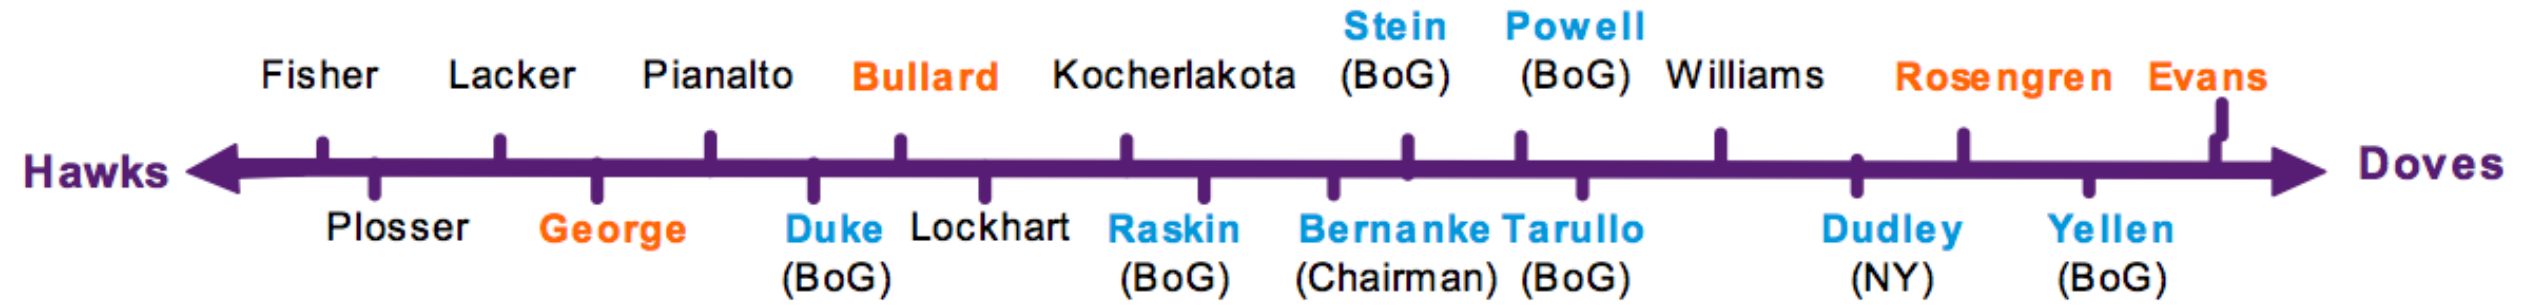 Stein Powell
Fisher Lacker Pianalto Bullard Kocherlakota (BoG) (BoG) Williams Rosengren Evans
Hawks Doves
Plosser George Duke Lockhart Raskin Bernanke Tarullo Dudley Yellen
(BoG) (BoG) (Chairman) (BoG) (NY) (BoG)